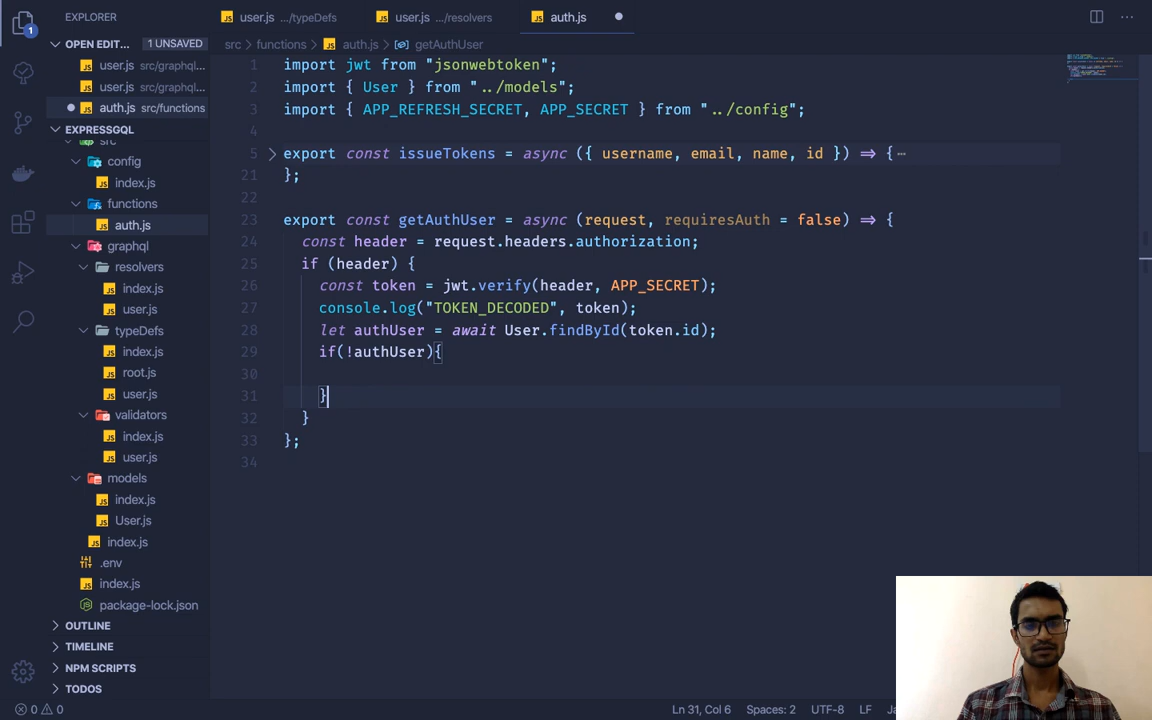 EXPLORER
OPEN EDIT... 1 UNSAVED
user.js src/graphql...
user.js src/graphql...
auth.js src/functions
EXPRESSGQL
src
config
index.js
functions
auth.js
graphql
resolvers
index.js
user.js
typeDefs
index.js
root.js
user.js
validators
index.js
user.js
models
index.js
User.js
index.js
.env
index.js
package-lock.json
OUTLINE
TIMELINE
NPM SCRIPTS
TODOS
1
user.js .../typeDefs
user.js .../resolvers
auth.js
src > functions > auth.js > getAuthUser
1 import jwt from "jsonwebtoken";
2 import { User } from "../models";
3 import { APP_REFRESH_SECRET, APP_SECRET } from "../config";
4
5 export const issueTokens = async ({ username, email, name, id }) => {⋯
21 };
22
23 export const getAuthUser = async (request, requiresAuth = false) => {
24 const header = request.headers.authorization;
25 if (header) {
26 const token = jwt.verify(header, APP_SECRET);
27 console.log("TOKEN_DECODED", token);
28 let authUser = await User.findById(token.id);
29 if(!authUser){
30
31 }
32 }
33 };
34
0 0
Ln 31, Col 6 Spaces: 2 UTF-8 LF